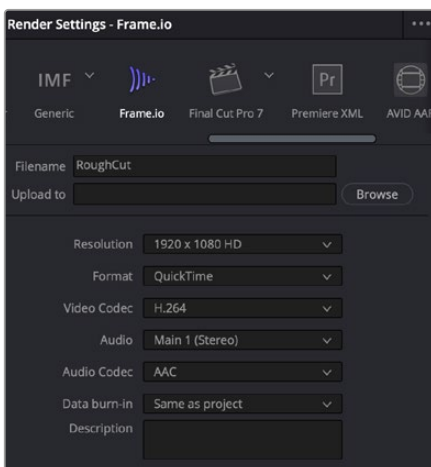 Render Settings - Frame.io
IMF
Pr
Generic Frame.io Final Cut Pro 7 Premiere XML AVID AAF
Filename RoughCut
Upload to Browse
Resolution 1920 x 1080 HD
Format QuickTime
Video Codec H.264
Audio Main 1 (Stereo)
Audio Codec AAC
Data burn-in Same as project
Description